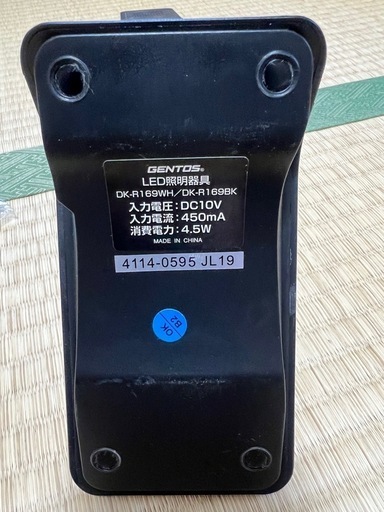 GENTOS®
LED照明器具
DK-R169WH/DK-R169BK
入力電圧:DC10V
入力電流:450mA
消費電力:4.5W
MADE IN CHINA
4114-0595 JL19
OK
B2